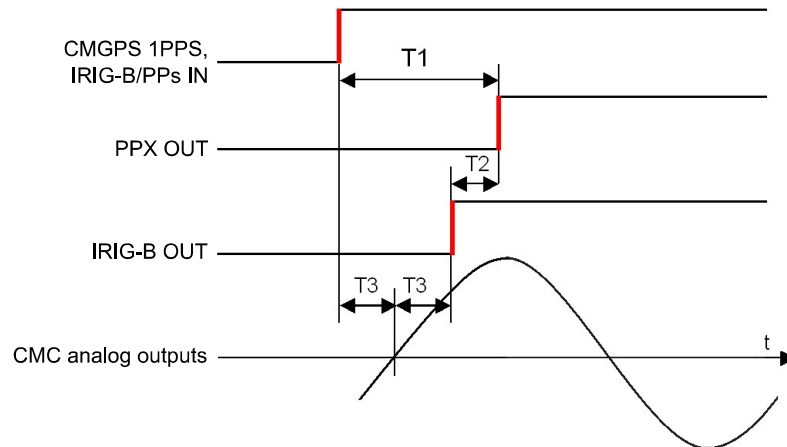 CMGPS 1PPS,
IRIG-B/PPs IN
T1
PPX OUT
T2
IRIG-B OUT
T3
T3
CMC analog outputs
t